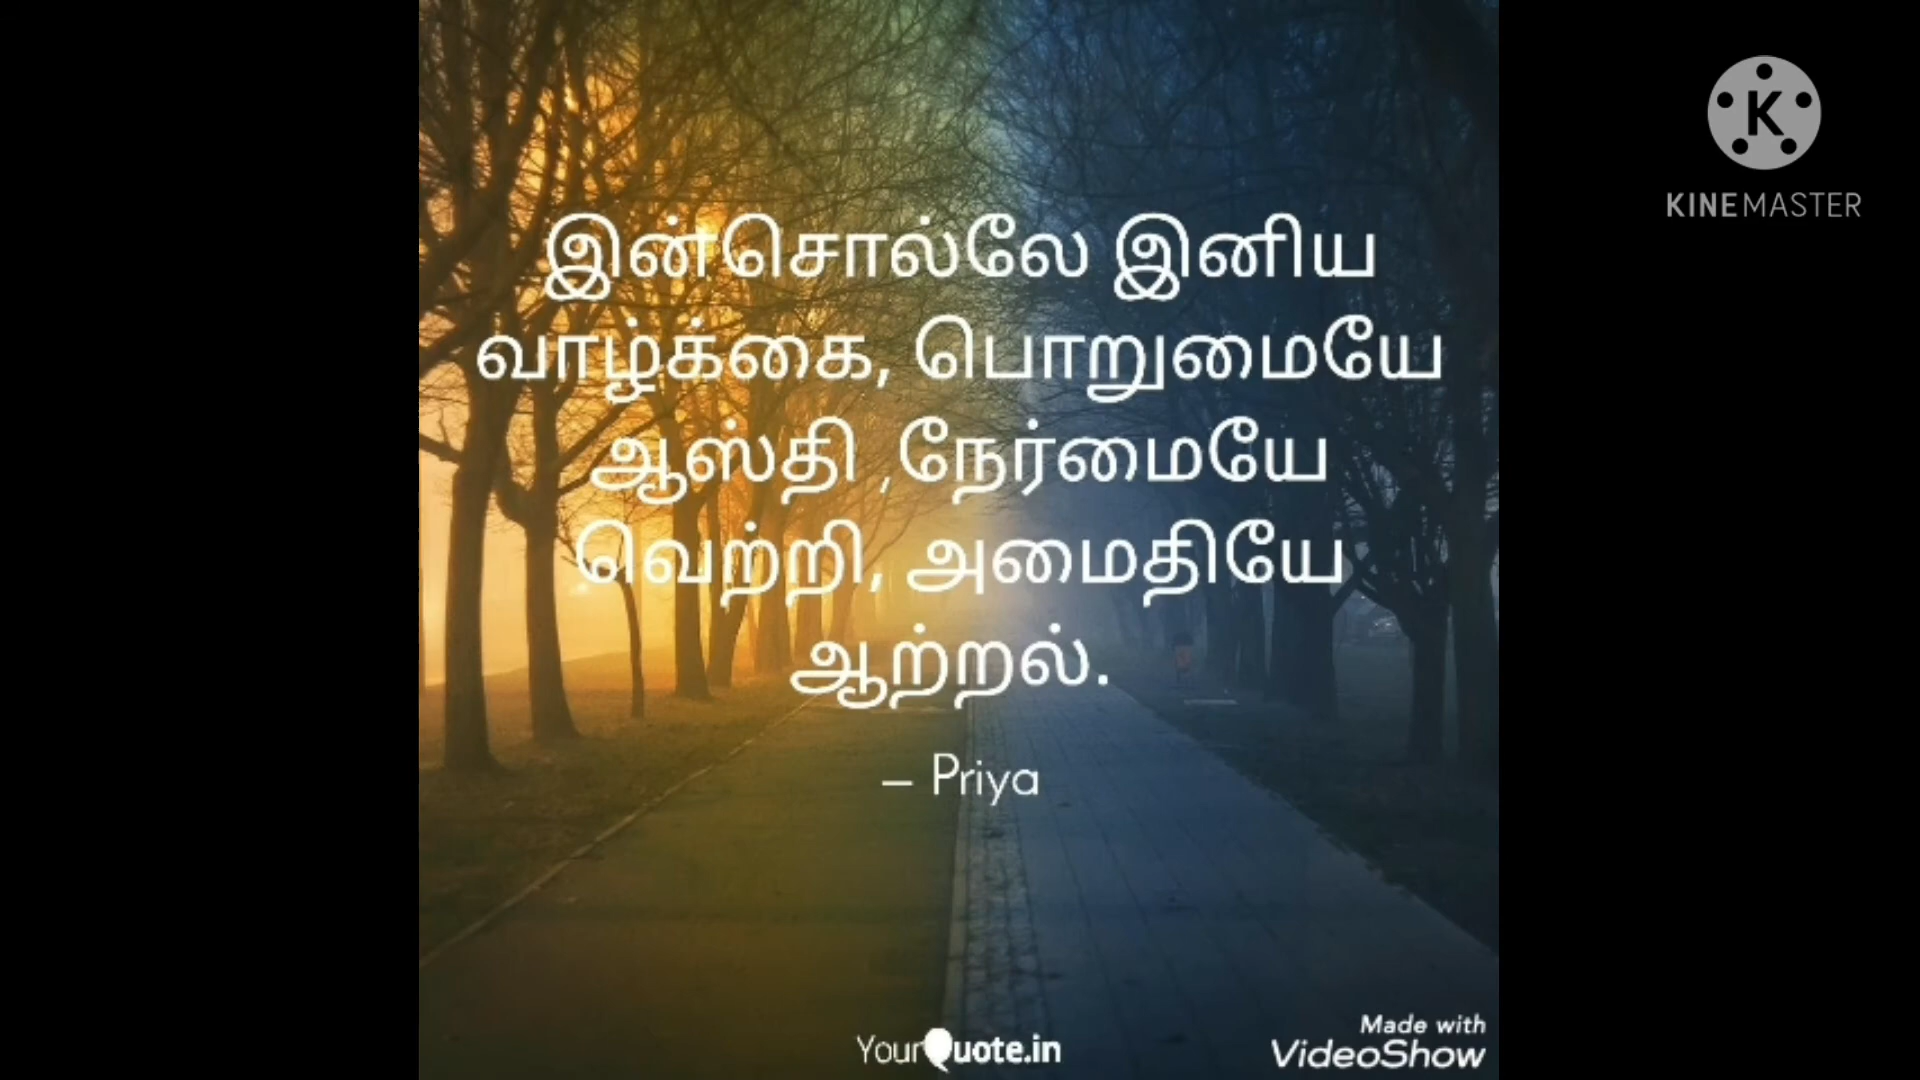 K
KINEMASTER
இன்சொல்லே இனிய
வாழ்க்கை, பொறுமையே
ஆஸ்தி ,நேர்மையே
வெற்றி, அமைதியே
ஆற்றல்.
– Priya
YourQuote.in
Made with
VideoShow